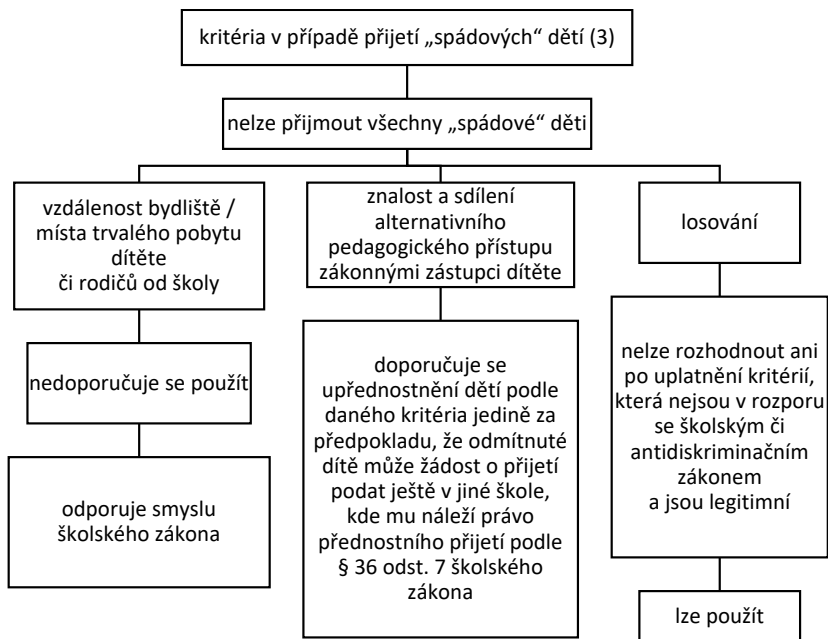 kritéria v případě přijetí „spádových“ dětí (3)
nelze přijmout všechny „spádové“ děti
vzdálenost bydliště /
místa trvalého pobytu
dítěte
či rodičů od školy
nedoporučuje se použít
odporuje smyslu
školského zákona
znalost a sdílení
alternativního
pedagogického přístupu
zákonnými zástupci dítěte
doporučuje se
upřednostnění dětí podle
daného kritéria jedině za
předpokladu, že odmítnuté
dítě může žádost o přijetí
podat ještě v jiné škole,
kde mu náleží právo
přednostního přijetí podle
§ 36 odst. 7 školského
zákona
losování
nelze rozhodnout ani
po uplatnění kritérií,
která nejsou v rozporu
se školským či
antidiskriminačním
zákonem
a jsou legitimní
lze použít